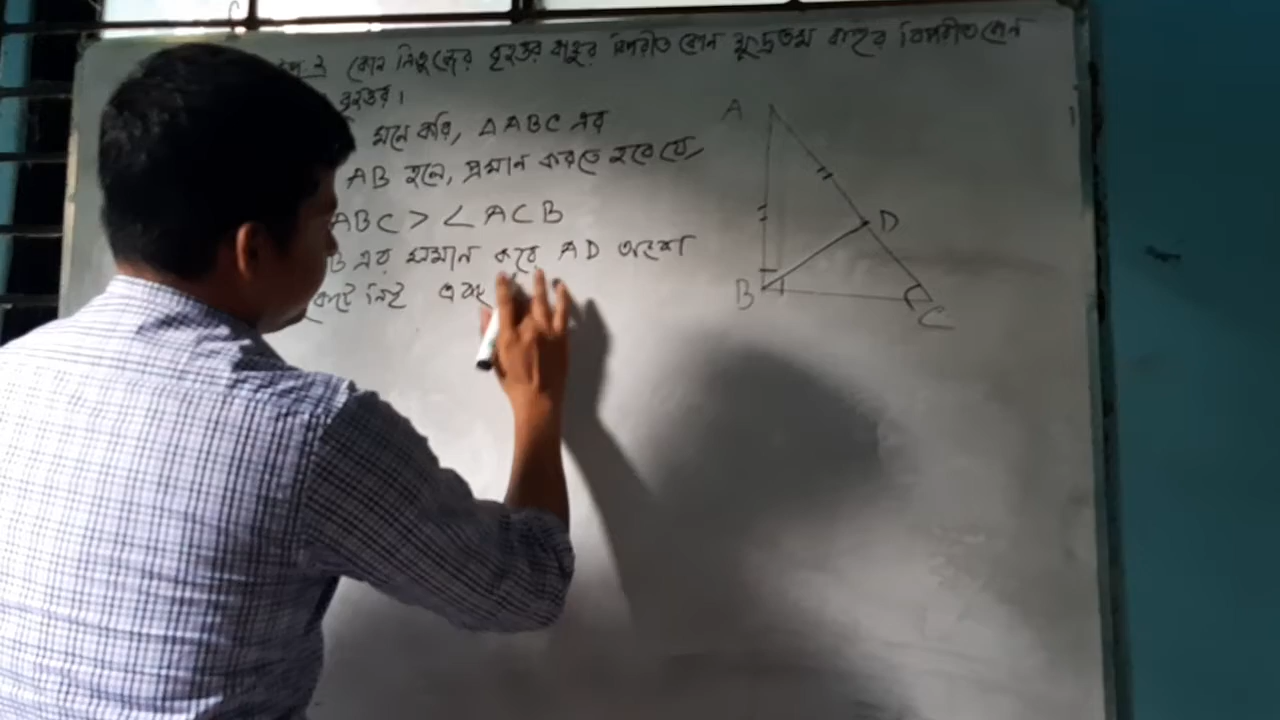 কোন ত্রিভুজের বৃহত্তর বাহুর বিপরীত কোন ক্ষুদ্রতম বাহুর বিপরীত কোন
বৃহত্তর।
মনে করি, ΔABC এর
AB হলে, প্রমান করতে হবে যে,
ABC > ∠ACB
B এর সমান করে AD অংশ
কেটে নিই এবং
A
D
B
C